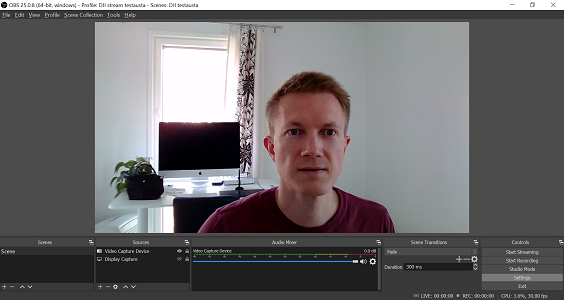 OBS 25.0.8 (64-bit, windows) - Profile: DJI stream testausta - Scenes: DJI testausta
File Edit View Profile Scene Collection Tools Help
Scenes Sources Audio Mixer Scene Transitions Controls
Scene
Video Capture Device
Display Capture
Video Capture Device 0.0 dB
Fade
Duration 300 ms
Start Streaming
Start Recording
Studio Mode
Settings
Exit
LIVE: 00:00:00 REC: 00:00:00 CPU: 3.6%, 30.00 fps